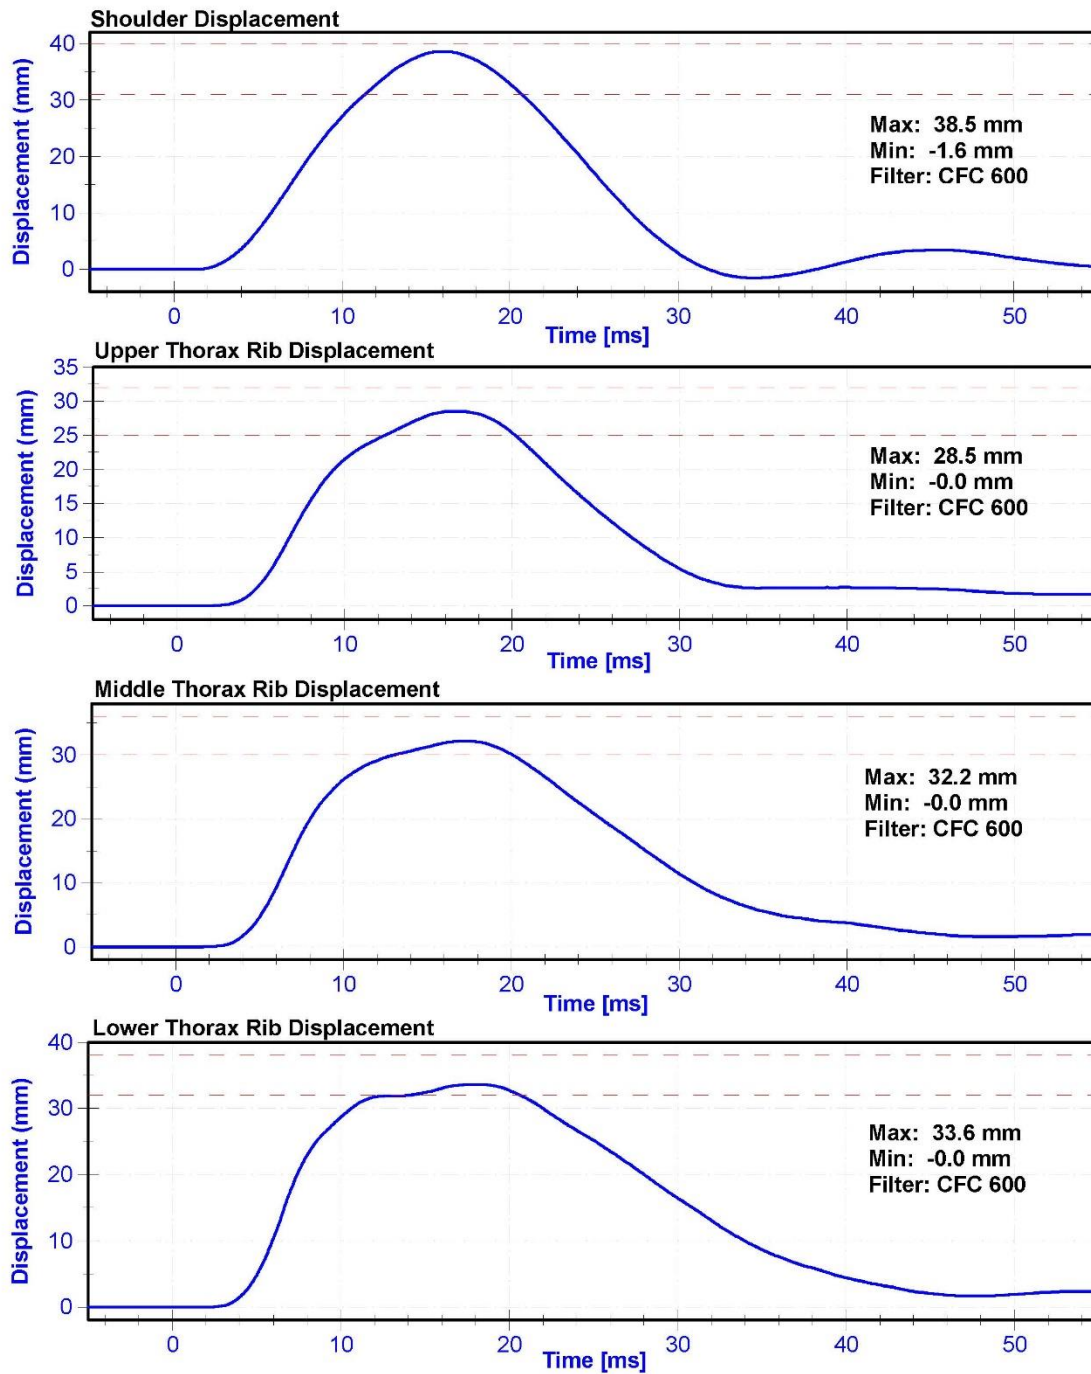 Shoulder Displacement
Displacement (mm)
40
30
20
10
0
Max: 38.5 mm
Min: -1.6 mm
Filter: CFC 600
0 10 20 30 40 50
Time [ms]
Upper Thorax Rib Displacement
Displacement (mm)
35
30
25
20
15
10
5
0
Max: 28.5 mm
Min: -0.0 mm
Filter: CFC 600
0 10 20 30 40 50
Time [ms]
Middle Thorax Rib Displacement
Displacement (mm)
30
20
10
0
Max: 32.2 mm
Min: -0.0 mm
Filter: CFC 600
0 10 20 30 40 50
Time [ms]
Lower Thorax Rib Displacement
Displacement (mm)
40
30
20
10
0
Max: 33.6 mm
Min: -0.0 mm
Filter: CFC 600
0 10 20 30 40 50
Time [ms]